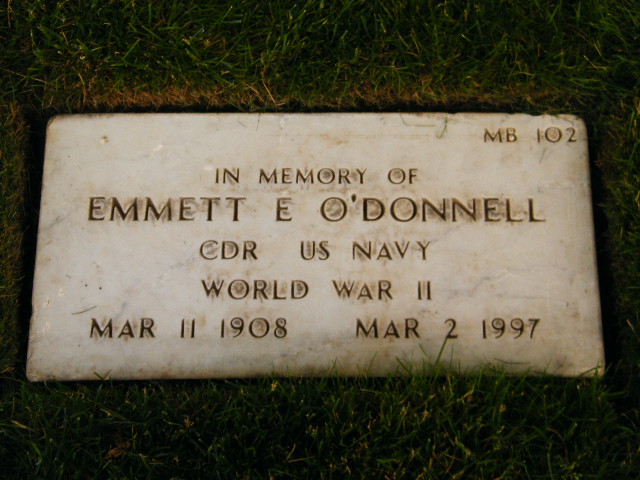 MB 102
IN MEMORY OF
EMMETT E O'DONNELL
CDR US NAVY
WORLD WAR II
MAR 11 1908 MAR 2 1997